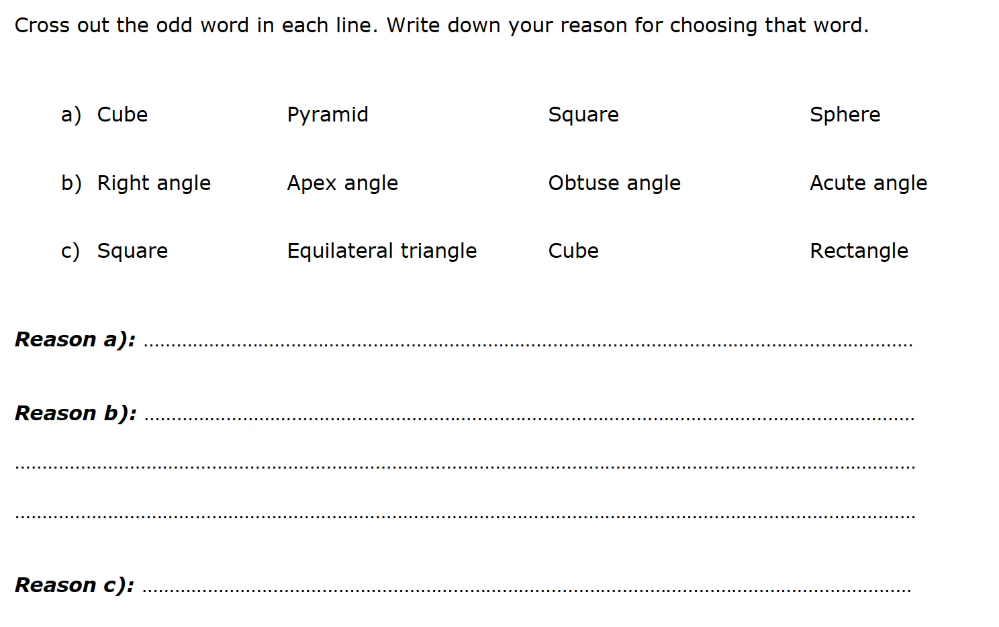 Cross out the odd word in each line. Write down your reason for choosing that word.
a) Cube Pyramid Square Sphere
b) Right angle Apex angle Obtuse angle Acute angle
c) Square Equilateral triangle Cube Rectangle
Reason a): ..............................................................................................................................................
Reason b): ..............................................................................................................................................
.......................................................................................................................................................................
.......................................................................................................................................................................
Reason c): ..............................................................................................................................................